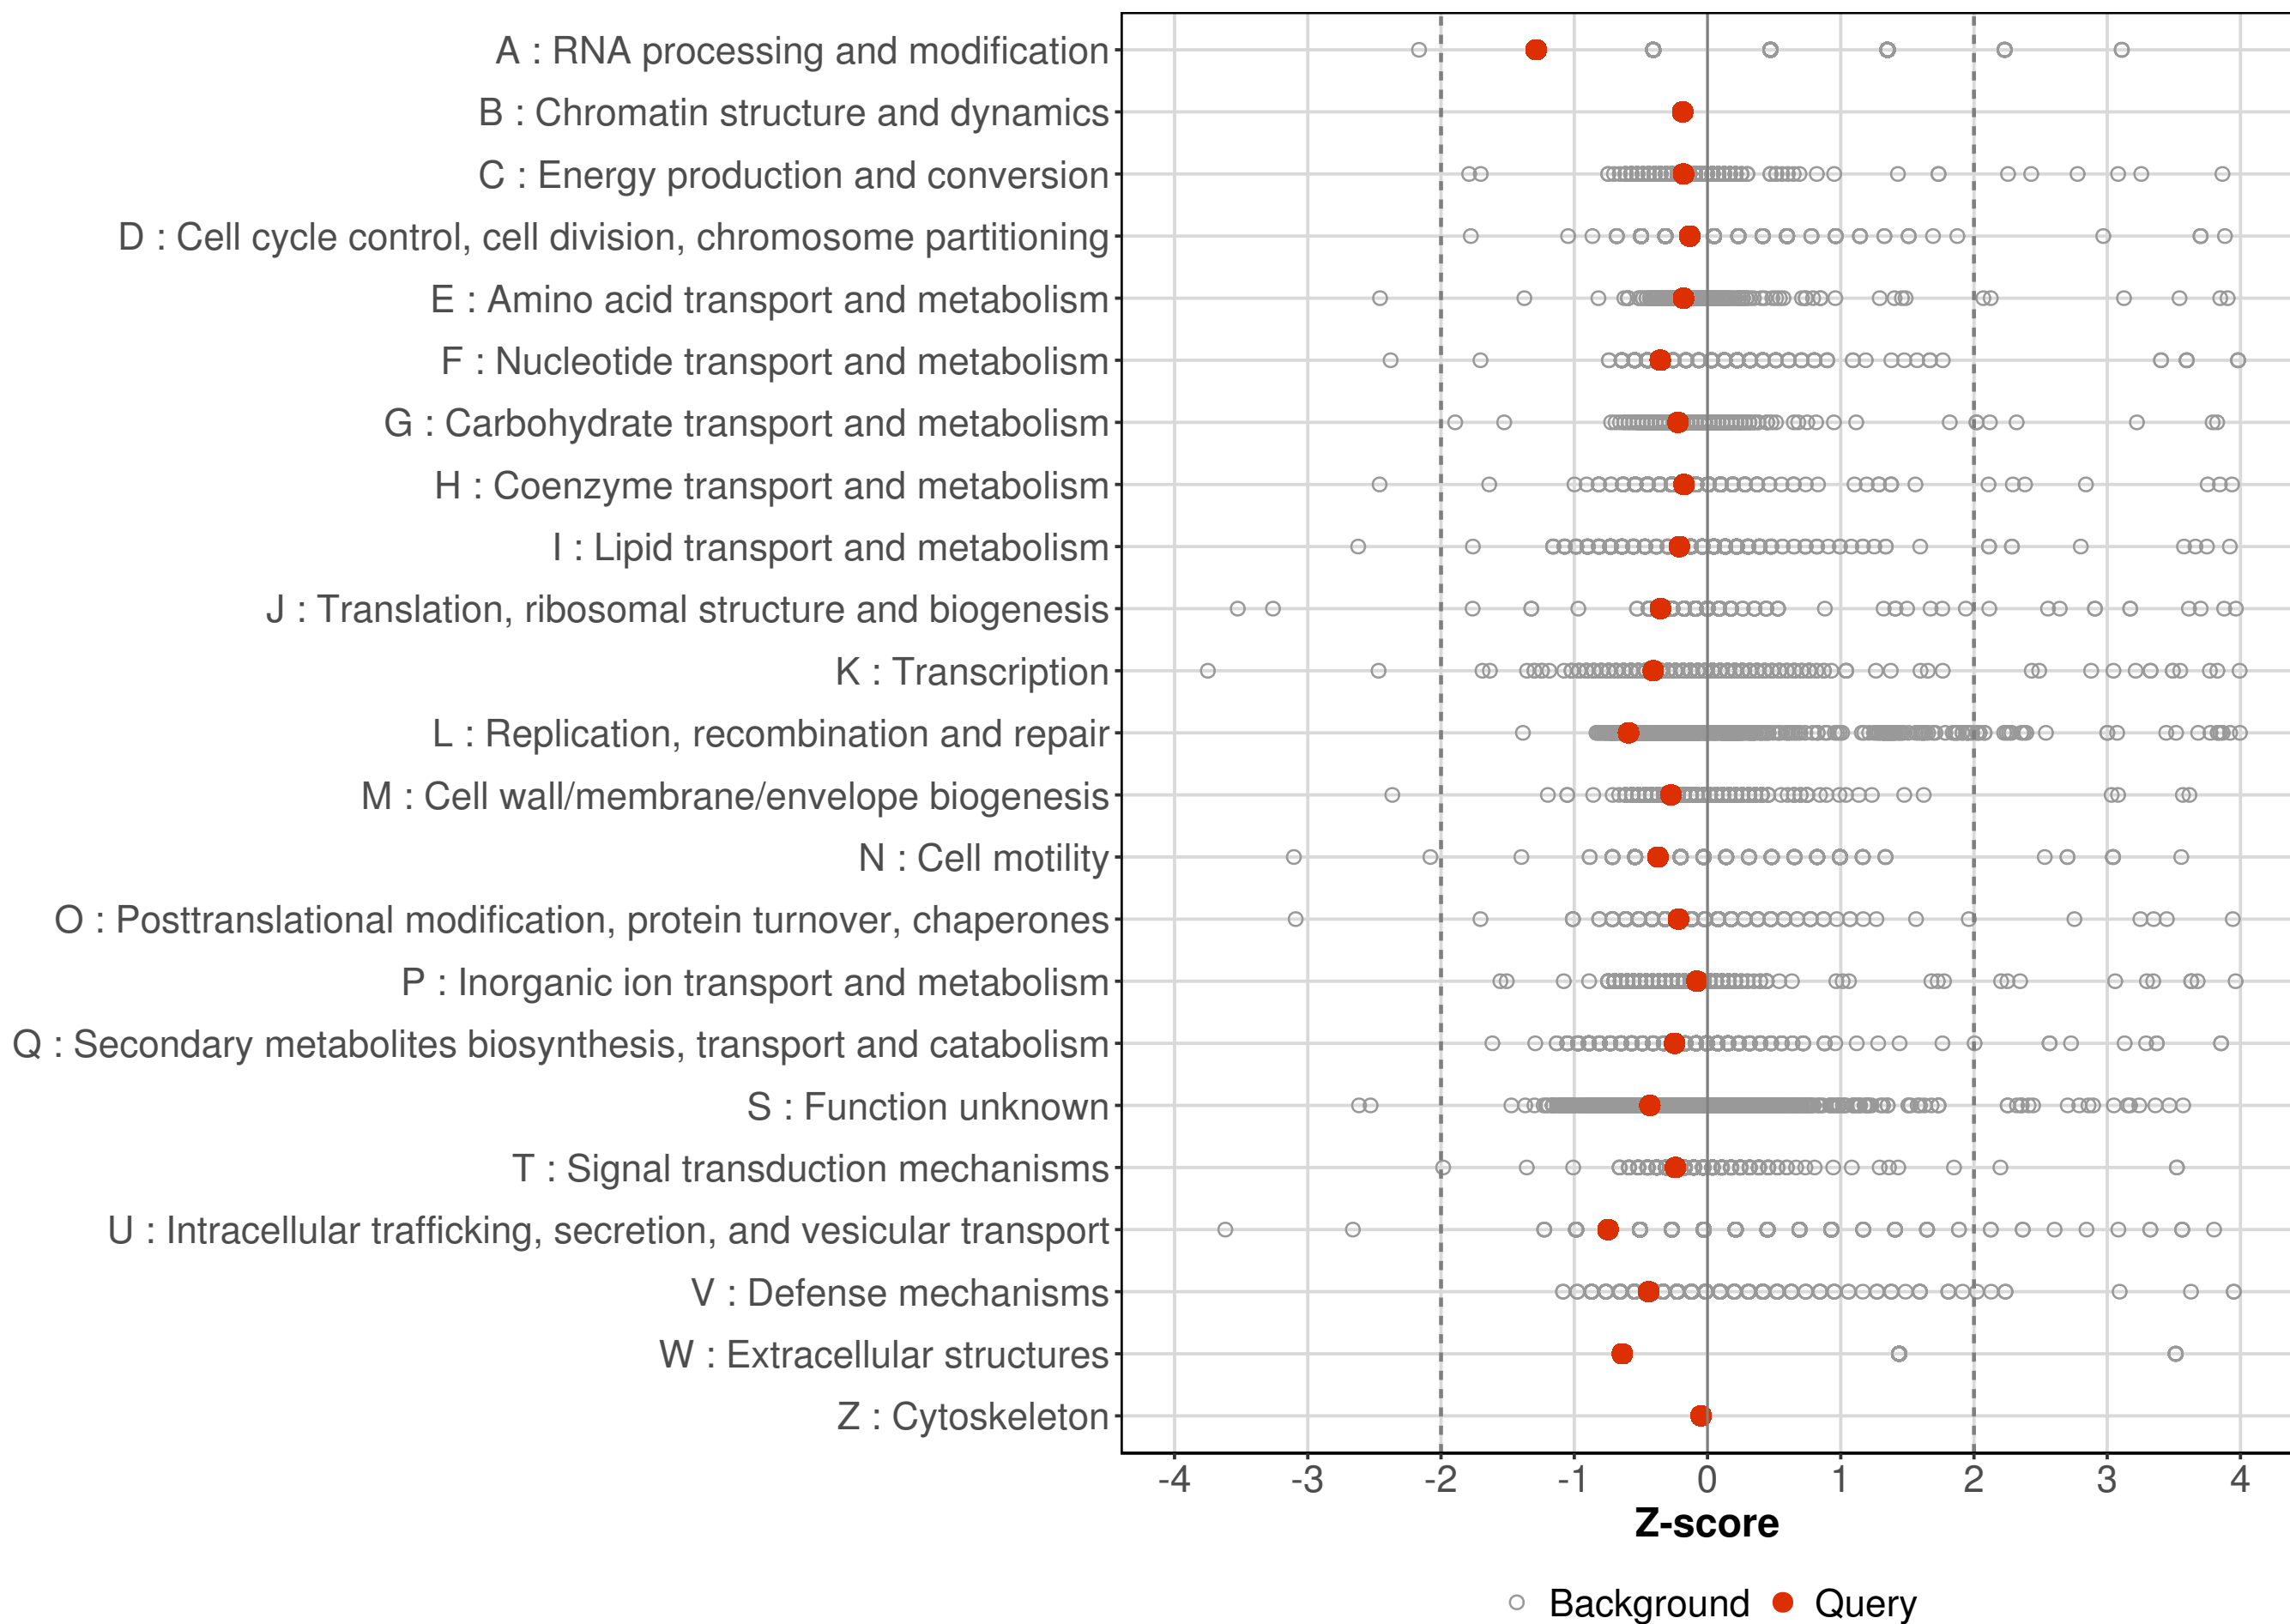 A : RNA processing and modification
B : Chromatin structure and dynamics
C : Energy production and conversion
D : Cell cycle control, cell division, chromosome partitioning
E : Amino acid transport and metabolism
F : Nucleotide transport and metabolism
G : Carbohydrate transport and metabolism
H : Coenzyme transport and metabolism
I : Lipid transport and metabolism
J : Translation, ribosomal structure and biogenesis
K : Transcription
L : Replication, recombination and repair
M : Cell wall/membrane/envelope biogenesis
N : Cell motility
O : Posttranslational modification, protein turnover, chaperones
P : Inorganic ion transport and metabolism
Q : Secondary metabolites biosynthesis, transport and catabolism
S : Function unknown
T : Signal transduction mechanisms
U : Intracellular trafficking, secretion, and vesicular transport
V : Defense mechanisms
W : Extracellular structures
Z : Cytoskeleton
-4 -3 -2 -1 0 1 2 3 4
Z-score
Background Query